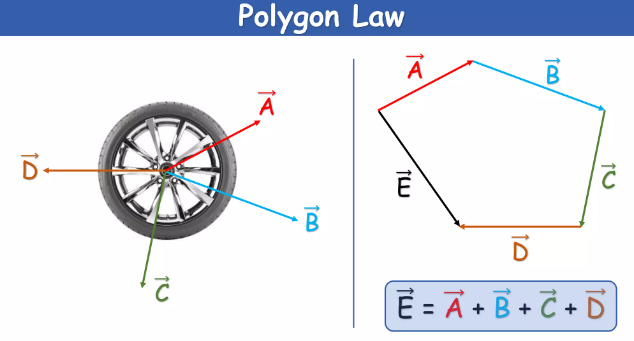 Polygon Law
A⃗
B⃗
C⃗
D⃗
A⃗
B⃗
C⃗
D⃗
E⃗
E⃗ = A⃗ + B⃗ + C⃗ + D⃗